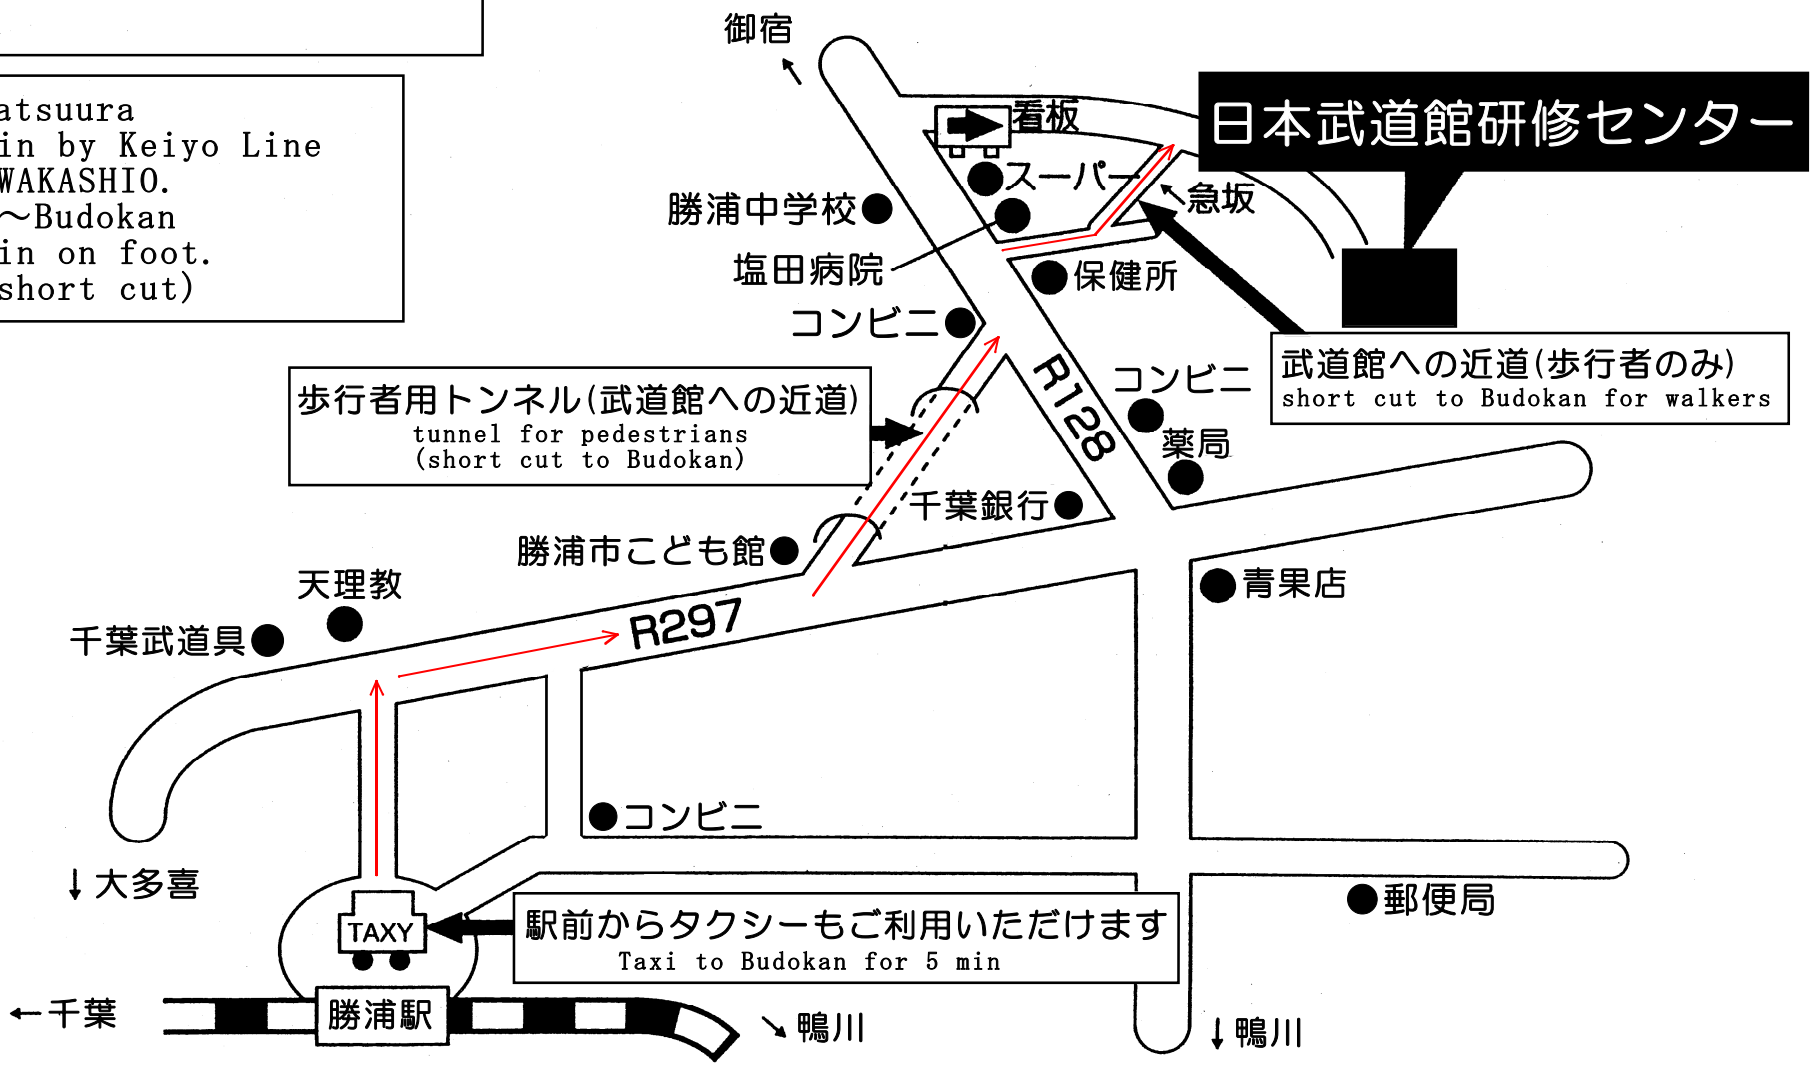 御宿
atsuura
in by Keiyo Line
WAKASHIO.
～Budokan
in on foot.
short cut)
看板
日本武道館研修センター
スーパー
急坂
勝浦中学校
塩田病院
保健所
コンビニ
武道館への近道(歩行者のみ)
short cut to Budokan for walkers
歩行者用トンネル(武道館への近道)
tunnel for pedestrians
(short cut to Budokan)
R128
コンビニ
薬局
千葉銀行
勝浦市こども館
天理教
千葉武道具
R297
青果店
コンビニ
↓大多喜
郵便局
TAXY
駅前からタクシーもご利用いただけます
Taxi to Budokan for 5 min
←千葉
勝浦駅
↘鴨川
↓鴨川